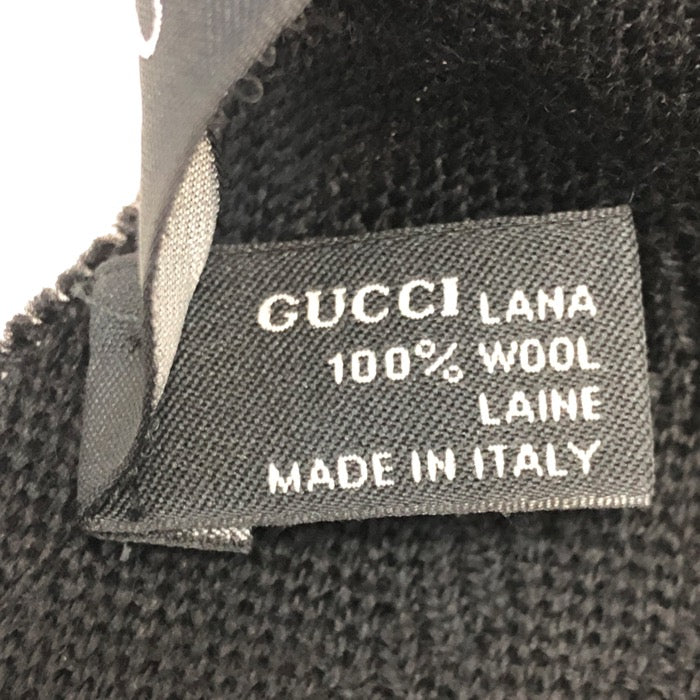 GUCCI LANA
100% WOOL
LAINE
MADE IN ITALY